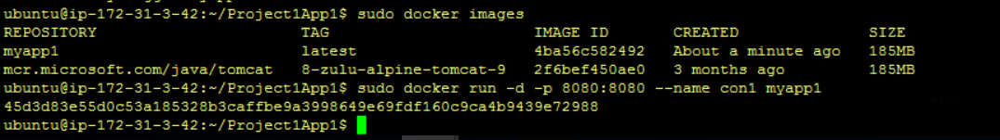 ubuntu@ip-172-31-3-42:~/Project1App1$ sudo docker images
REPOSITORY TAG IMAGE ID CREATED SIZE
myapp1 latest 4ba56c582492 About a minute ago 185MB
mcr.microsoft.com/java/tomcat 8-zulu-alpine-tomcat-9 2f6bef450ae0 3 months ago 185MB
ubuntu@ip-172-31-3-42:~/Project1App1$ sudo docker run -d -p 8080:8080 --name con1 myapp1
45d3d83e55d0c53a185328b3caffbe9a3998649e69fdf160c9ca4b9439e72988
ubuntu@ip-172-31-3-42:~/Project1App1$